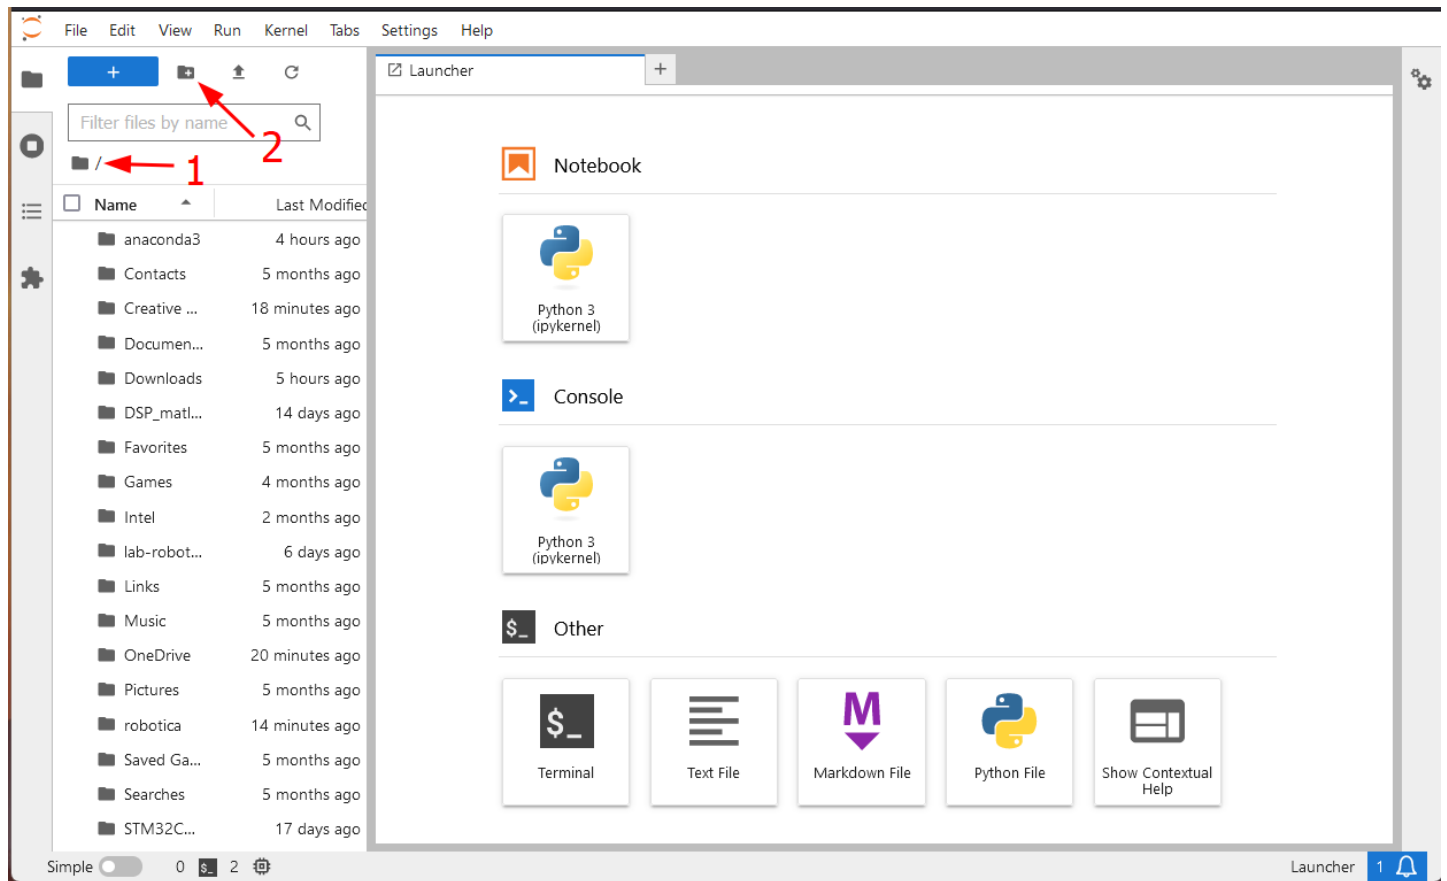 File Edit View Run Kernel Tabs Settings Help
+
Launcher
+
Filter files by name
2
/
1
Name Last Modified
anaconda3 4 hours ago
Contacts 5 months ago
Creative ... 18 minutes ago
Documen... 5 months ago
Downloads 5 hours ago
DSP_matl... 14 days ago
Favorites 5 months ago
Games 4 months ago
Intel 2 months ago
lab-robot... 6 days ago
Links 5 months ago
Music 5 months ago
OneDrive 20 minutes ago
Pictures 5 months ago
robotica 14 minutes ago
Saved Ga... 5 months ago
Searches 5 months ago
STM32C... 17 days ago
Notebook
Python 3
(ipykernel)
>_ Console
Python 3
(ipykernel)
$_ Other
$_
Terminal
Text File
M
Markdown File
Python File
Show Contextual
Help
Simple 0 $_ 2 Launcher 1